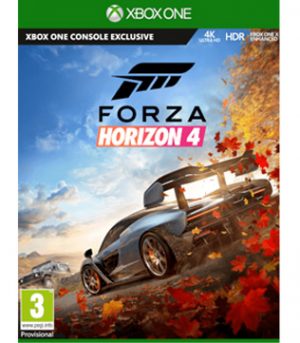 XBOX ONE
XBOX ONE CONSOLE EXCLUSIVE
4K
ULTRA HD
HDR
XBOX ONE X
ENHANCED
FORZA
HORIZON 4
3
www.pegi.info
Provisional